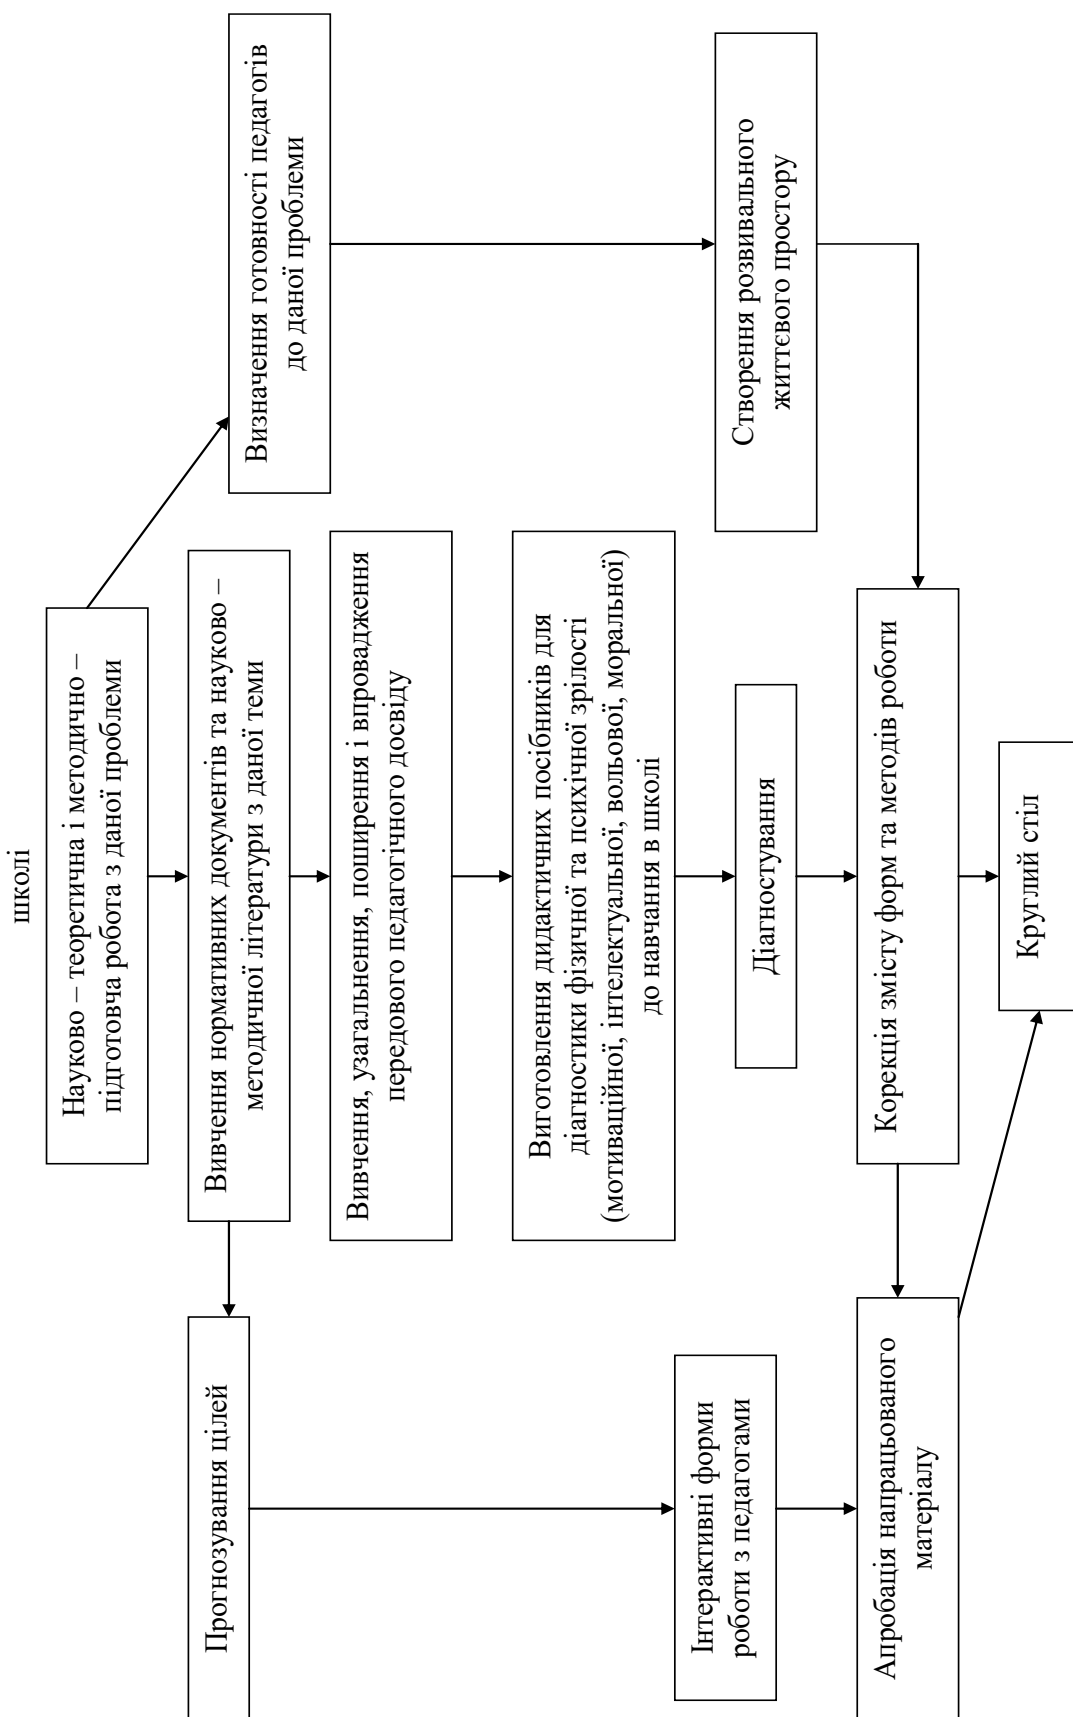 школі
Науково – теоретична і методично –
підготовча робота з даної проблеми
Визначення готовності педагогів
до даної проблеми
Вивчення нормативних документів та науково –
методичної літератури з даної теми
Прогнозування цілей
Вивчення, узагальнення, поширення і впровадження
передового педагогічного досвіду
Виготовлення дидактичних посібників для
діагностики фізичної та психічної зрілості
(мотиваційної, інтелектуальної, вольової, моральної)
до навчання в школі
Інтерактивні форми
роботи з педагогами
Діагностування
Створення розвивального
життєвого простору
Апробація напрацьованого
матеріалу
Корекція змісту форм та методів роботи
Круглий стіл